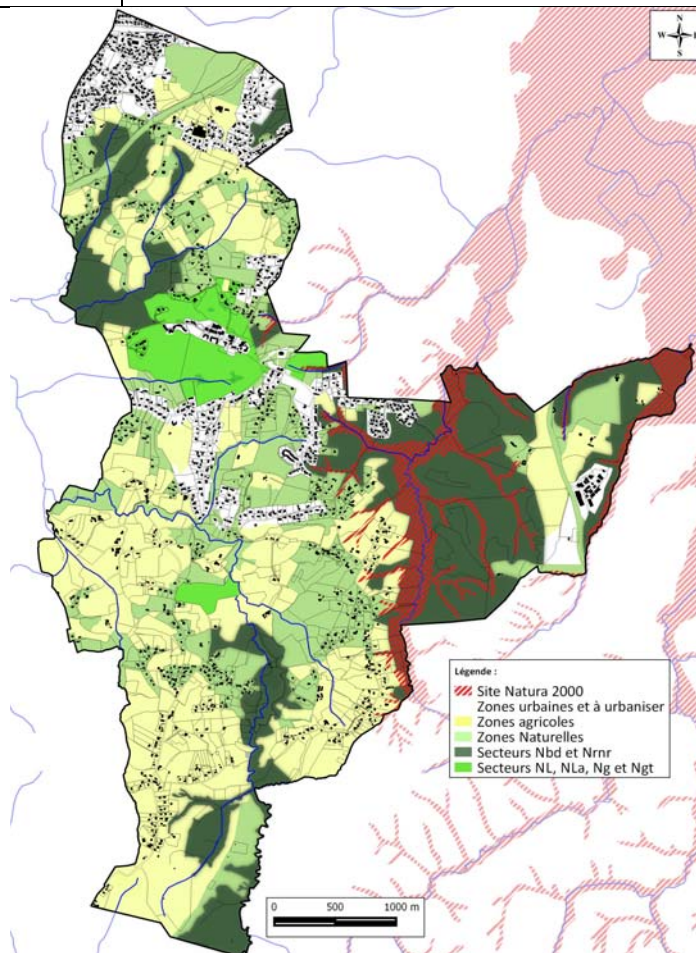 N
W E
S
Légende :
Site Natura 2000
Zones urbaines et à urbaniser
Zones agricoles
Zones Naturelles
Secteurs Nbd et Nrnr
Secteurs NL, NLa, Ng et Ngt
0 500 1000 m